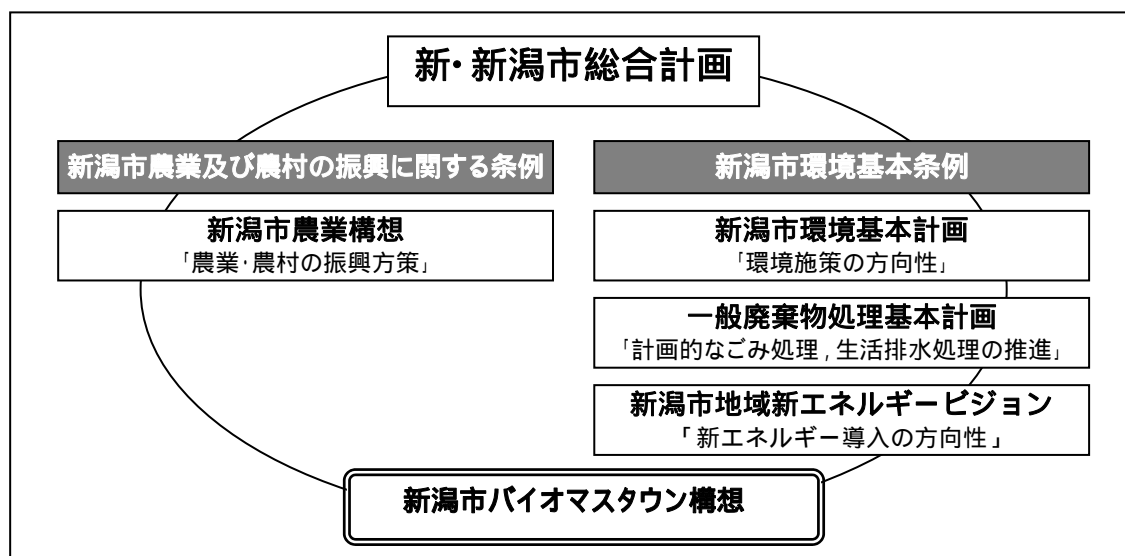 新・新潟市総合計画
新潟市農業及び農村の振興に関する条例
新潟市農業構想
「農業・農村の振興方策」
新潟市環境基本条例
新潟市環境基本計画
「環境施策の方向性」
一般廃棄物処理基本計画
「計画的なごみ処理，生活排水処理の推進」
新潟市地域新エネルギービジョン
「新エネルギー導入の方向性」
新潟市バイオマスタウン構想